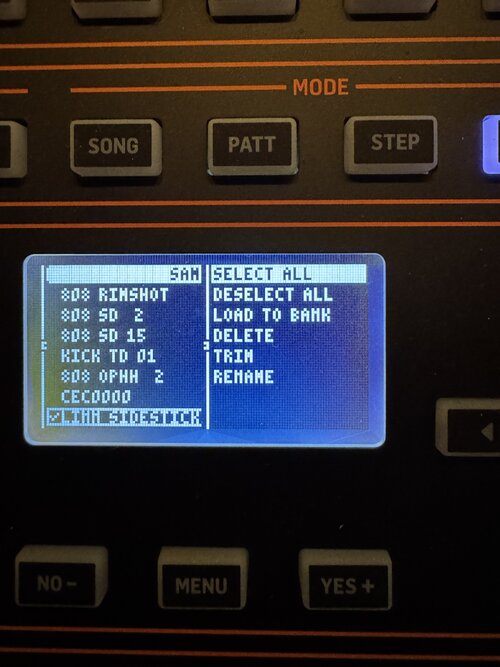 MODE
SONG PATT STEP
SAM SELECT ALL
808 RIMSHOT DESELECT ALL
808 SD 2 LOAD TO BANK
808 SD 15 DELETE
KICK TD 01 TRIM
808 OPHH 2 RENAME
CEC0000
LINN SIDESTICK
NO - MENU YES +